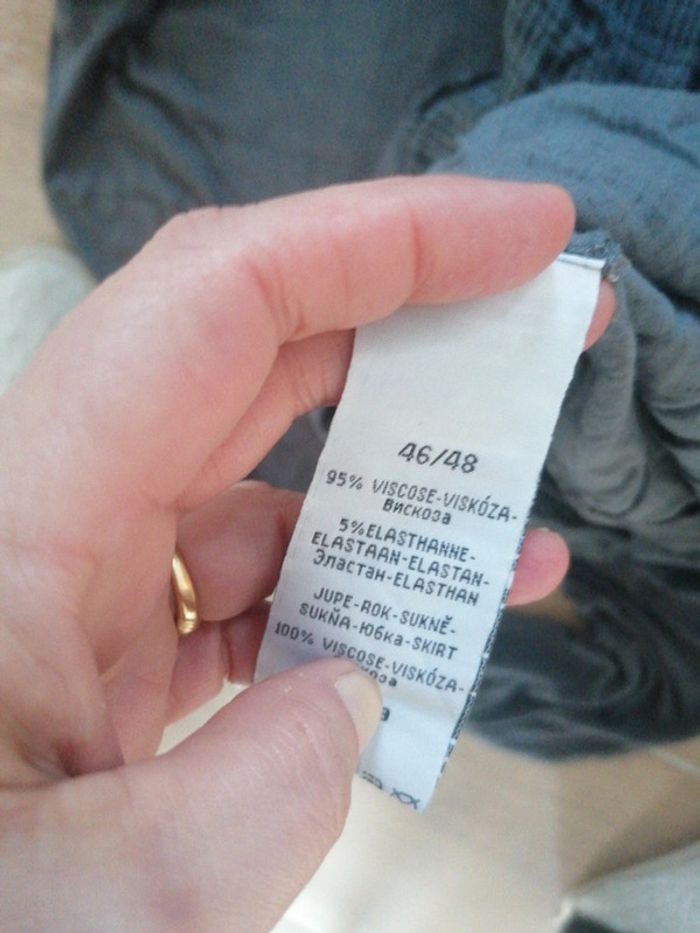 46/48
95% VISCOSE-VISKÓZA-
Вискоза
5%ELASTHANNE-
ELASTAAN-ELASTAN-
Эластан-ELASTHAN
JUPE-ROK-SUKNĚ-
SUKŇA-Юбка-SKIRT
100% VISCOSE-VISKÓZA-